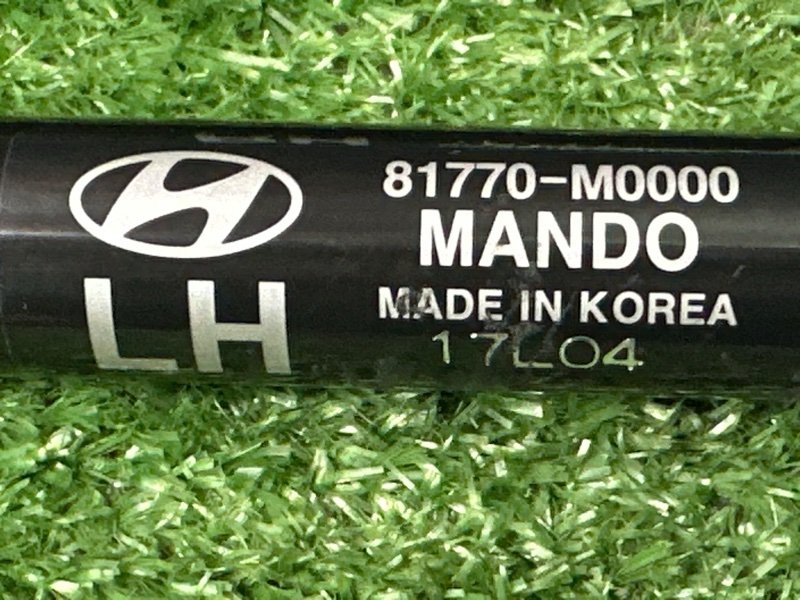 81770-M0000
MANDO
MADE IN KOREA
17L04
LH